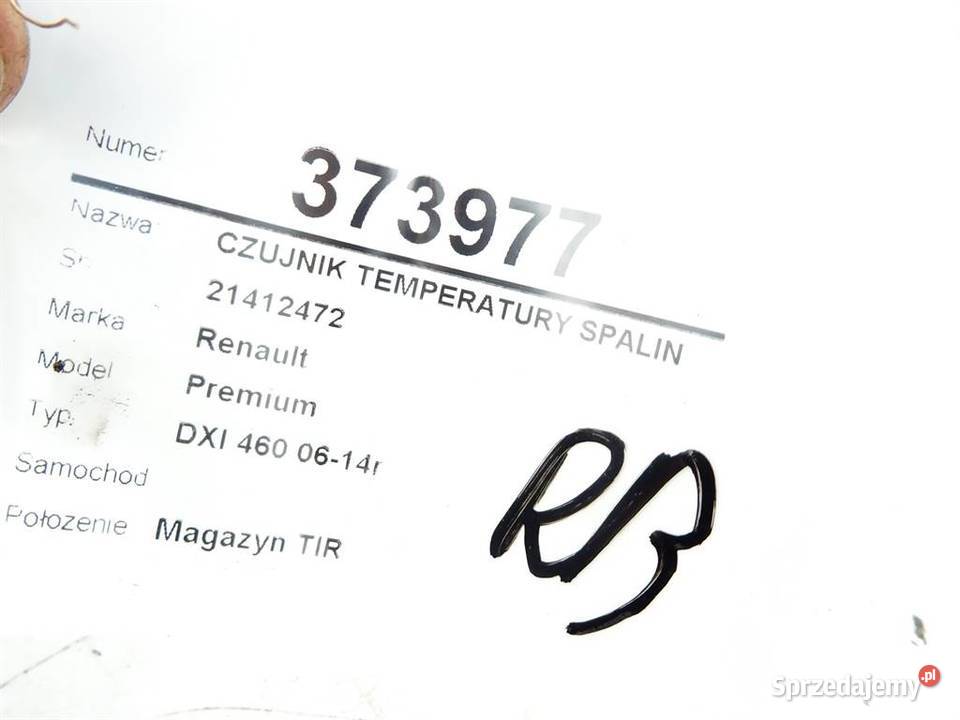 Numer 373977
Nazwa CZUJNIK TEMPERATURY SPALIN
Sn 21412472
Marka Renault
Model Premium
Typ DXI 460 06-14r
Samochod
Położenie Magazyn TIR
RB
Sprzedajemy.pl